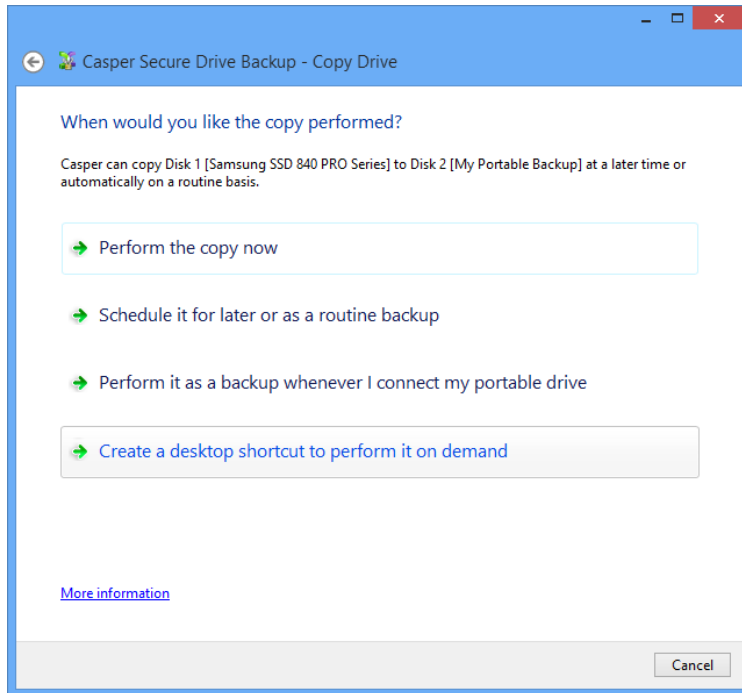 Casper Secure Drive Backup - Copy Drive
When would you like the copy performed?
Casper can copy Disk 1 [Samsung SSD 840 PRO Series] to Disk 2 [My Portable Backup] at a later time or
automatically on a routine basis.
Perform the copy now
Schedule it for later or as a routine backup
Perform it as a backup whenever I connect my portable drive
Create a desktop shortcut to perform it on demand
More information
Cancel